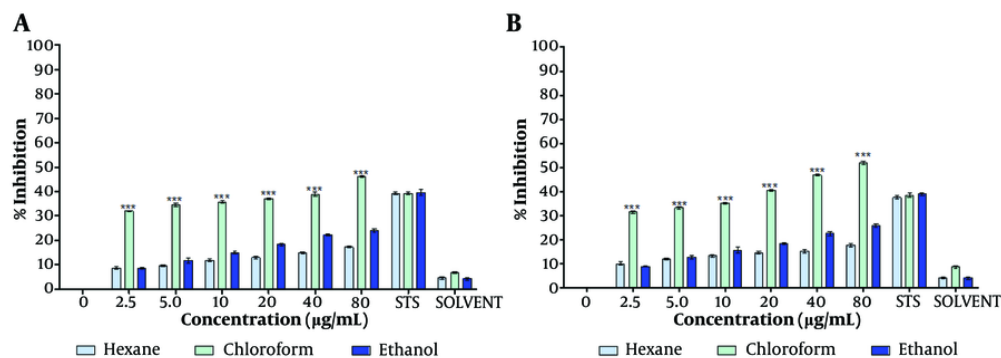 A
100
90
80
70
60
50
40
30
20
10
0
% Inhibition
*** *** *** *** *** ***
0 2.5 5.0 10 20 40 80 STS SOLVENT
Concentration (µg/mL)
Hexane Chloroform Ethanol
B
100
90
80
70
60
50
40
30
20
10
0
% Inhibition
*** *** *** *** *** ***
0 2.5 5.0 10 20 40 80 STS SOLVENT
Concentration (µg/mL)
Hexane Chloroform Ethanol